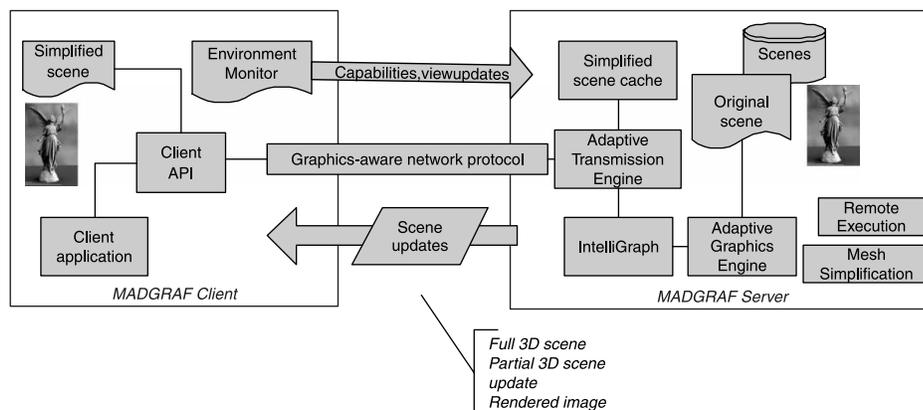 Simplified
scene
Environment
Monitor
Capabilities,viewupdates
Simplified
scene cache
Scenes
Original
scene
Client
API
Graphics-aware network protocol
Adaptive
Transmission
Engine
Client
application
Scene
updates
IntelliGraph
Adaptive
Graphics
Engine
Remote
Execution
Mesh
Simplification
MADGRAF Client
MADGRAF Server
Full 3D scene
Partial 3D scene
update
Rendered image